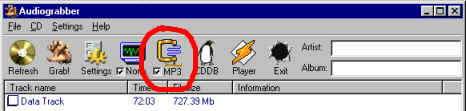 Audiograbber
File CD Settings Help
Artist:
Refresh Grab! Settings Nor MP3 CDDB Player Exit Album:
Track name Time size Information
Data Track 72:03 727.39 Mb